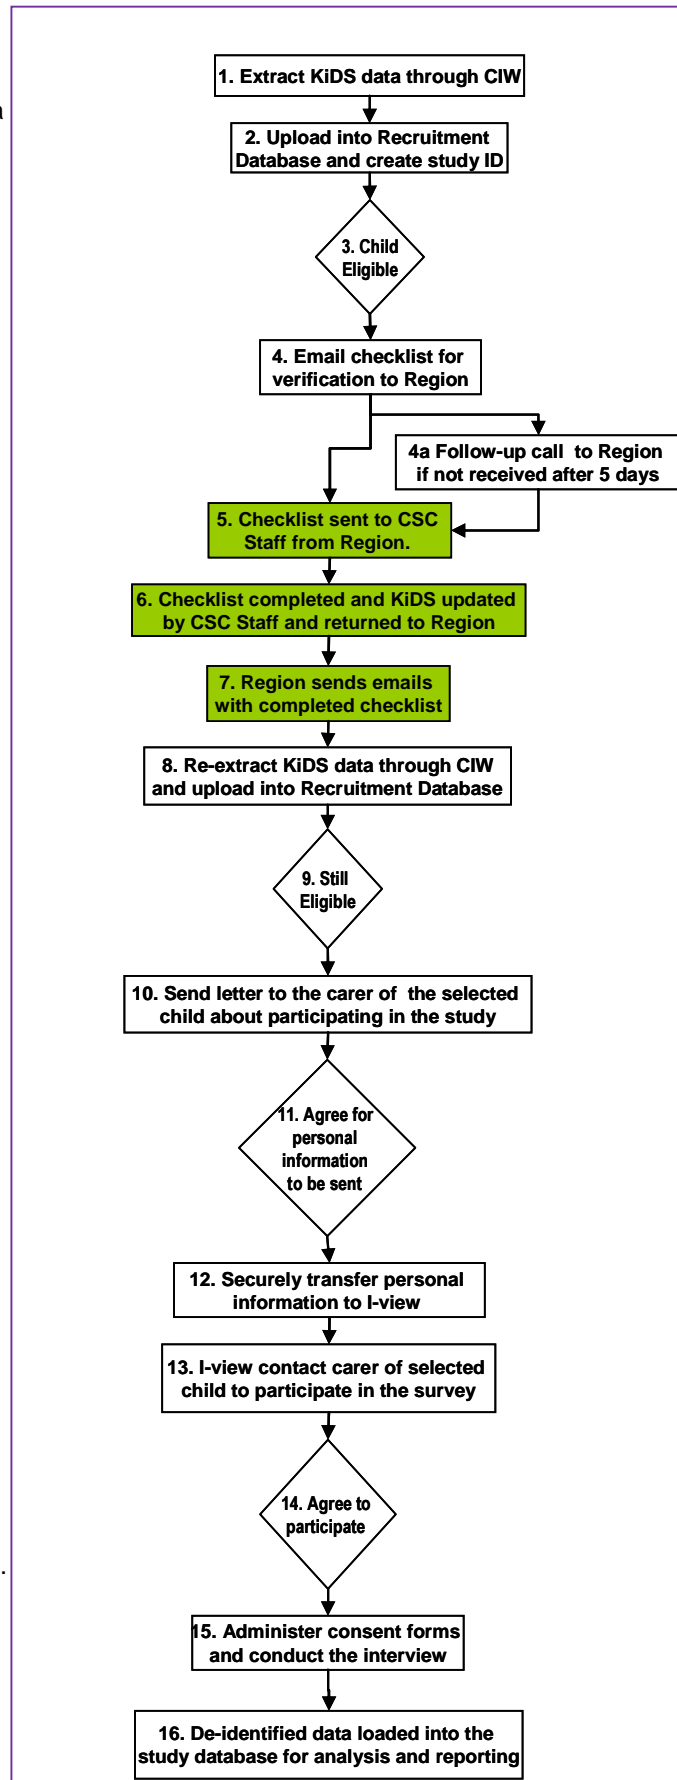 1. Extract KiDS data through CIW
a
2. Upload into Recruitment
Database and create study ID
3. Child
Eligible
4. Email checklist for
verification to Region
4a Follow-up call to Region
if not received after 5 days
5. Checklist sent to CSC
Staff from Region.
6. Checklist completed and KiDS updated
by CSC Staff and returned to Region
7. Region sends emails
with completed checklist
8. Re-extract KiDS data through CIW
and upload into Recruitment Database
9. Still
Eligible
10. Send letter to the carer of the selected
child about participating in the study
11. Agree for
personal
information
to be sent
12. Securely transfer personal
information to I-view
13. I-view contact carer of selected
child to participate in the survey
14. Agree to
participate
.
15. Administer consent forms
and conduct the interview
16. De-identified data loaded into the
study database for analysis and reporting